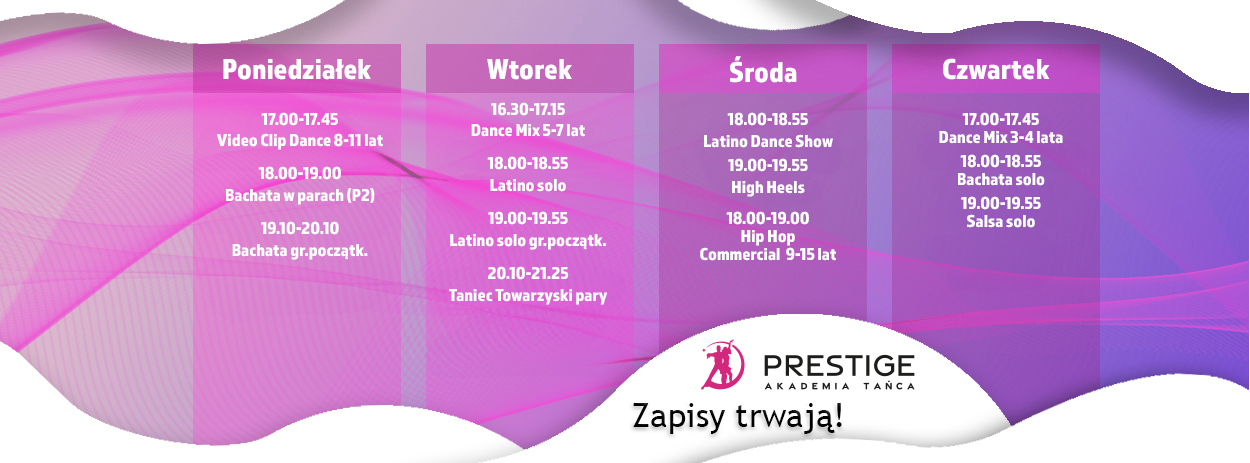 Poniedziałek
17.00-17.45
Video Clip Dance 8-11 lat
18.00-19.00
Bachata w parach (P2)
19.10-20.10
Bachata gr.początk.
Wtorek
16.30-17.15
Dance Mix 5-7 lat
18.00-18.55
Latino solo
19.00-19.55
Latino solo gr.początk.
20.10-21.25
Taniec Towarzyski pary
Środa
18.00-18.55
Latino Dance Show
19.00-19.55
High Heels
18.00-19.00
Hip Hop
Commercial 9-15 lat
Czwartek
17.00-17.45
Dance Mix 3-4 lata
18.00-18.55
Bachata solo
19.00-19.55
Salsa solo
PRESTIGE
AKADEMIA TAŃCA
Zapisy trwają!